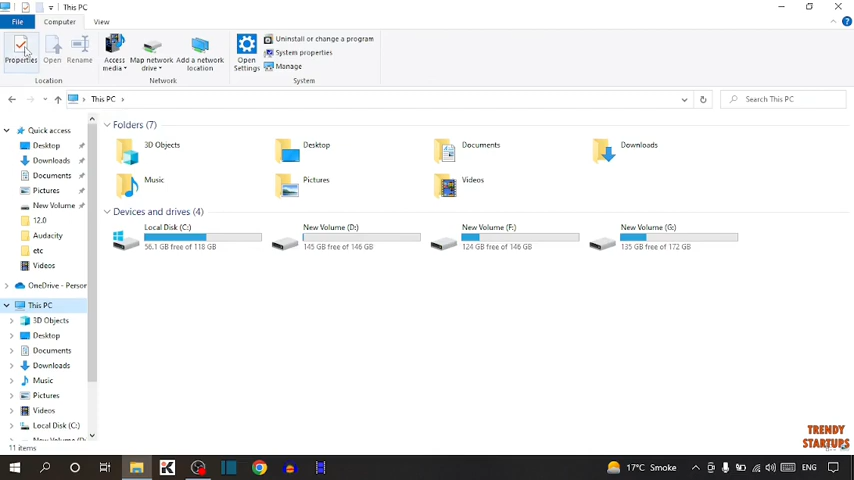 This PC
File Computer View
Properties Open Rename Access media Map network drive Add a network location Open Settings
Uninstall or change a program
System properties
Manage
Location Network System
This PC
Search This PC
Quick access
Desktop
Downloads
Documents
Pictures
New Volume
12.0
Audacity
etc
Videos
OneDrive - Person
This PC
3D Objects
Desktop
Documents
Downloads
Music
Pictures
Videos
Local Disk (C:)
New Volume (D:
Folders (7)
3D Objects Desktop Documents Downloads
Music Pictures Videos
Devices and drives (4)
Local Disk (C:) New Volume (D:) New Volume (F:) New Volume (G:)
56.1 GB free of 118 GB 145 GB free of 146 GB 124 GB free of 146 GB 135 GB free of 172 GB
11 items
TRENDY
STARTUPS
17°C Smoke ENG